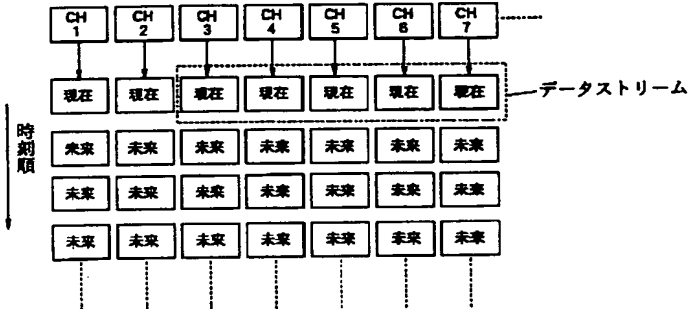 CH 1 CH 2 CH 3 CH 4 CH 5 CH 6 CH 7
現在 現在 現在 現在 現在 現在 現在
データストリーム
時刻順
未来 未来 未来 未来 未来 未来 未来
未来 未来 未来 未来 未来 未来 未来
未来 未来 未来 未来 未来 未来 未来